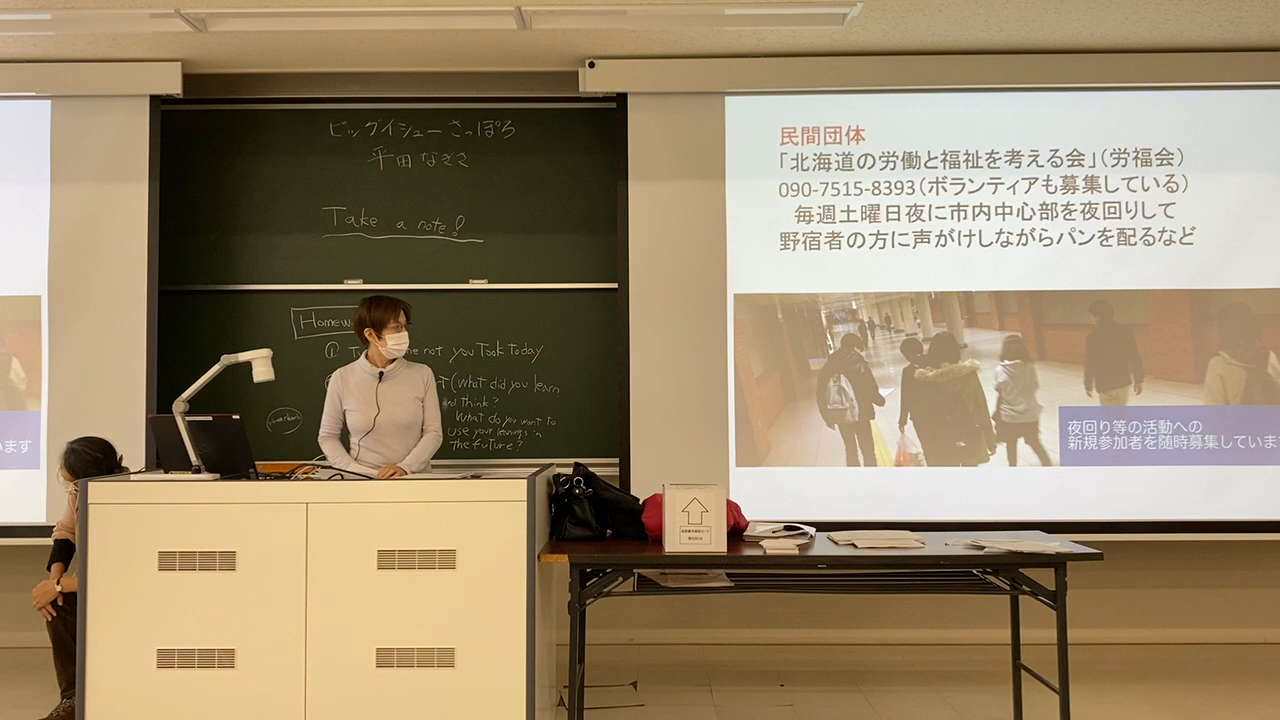 ビッグイシューさっぽろ
平田 なぎさ
Take a note!
Homew
you Took Today
(What did you learn
and think?
What do you want to
use your learnings in
the future?
民間団体
「北海道の労働と福祉を考える会」（労福会）
090-7515-8393（ボランティアも募集している）
毎週土曜日夜に市内中心部を夜回りして
野宿者の方に声がけしながらパンを配るなど
夜回り等の活動への
新規参加者を随時募集していま
います